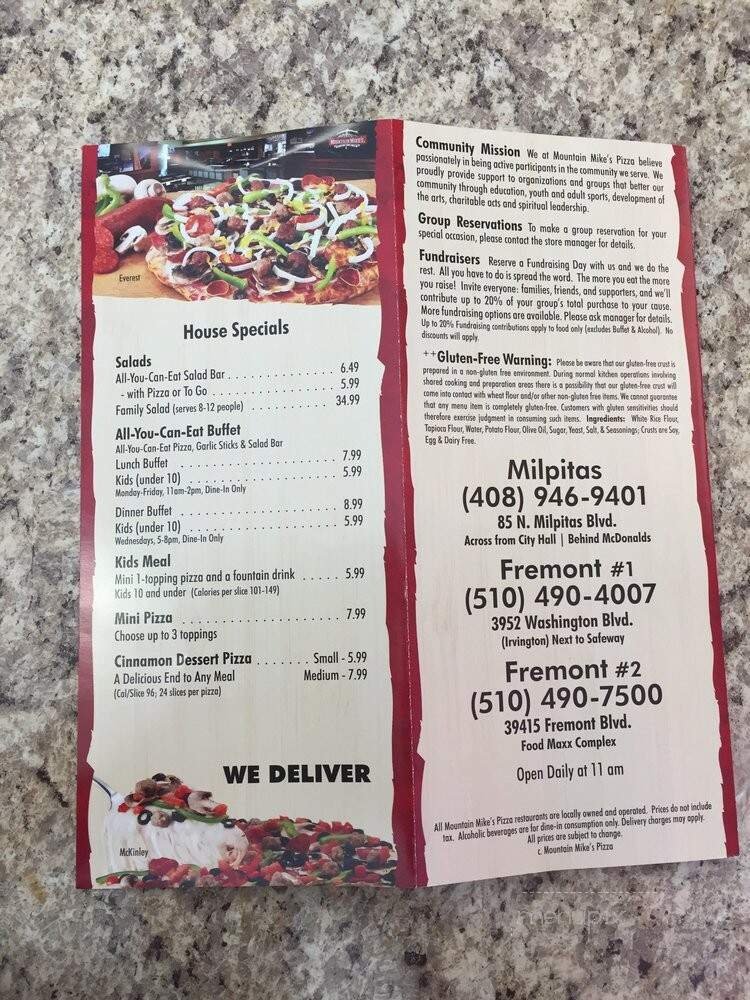 MOUNTAIN MIKE'S
Everest
House Specials
Salads
All-You-Can-Eat Salad Bar . . . . . . . . . . . . . . . . 6.49
- with Pizza or To Go . . . . . . . . . . . . . . . . 5.99
Family Salad (serves 8-12 people) . . . . . . . . . . 34.99
All-You-Can-Eat Buffet
All-You-Can-Eat Pizza, Garlic Sticks & Salad Bar
Lunch Buffet . . . . . . . . . . . . . . . . 7.99
Kids (under 10) . . . . . . . . . . . . . . . . 5.99
Monday-Friday, 11am-2pm, Dine-In Only
Dinner Buffet . . . . . . . . . . . . . . . . 8.99
Kids (under 10) . . . . . . . . . . . . . . . . 5.99
Wednesdays, 5-8pm, Dine-In Only
Kids Meal
Mini 1-topping pizza and a fountain drink . . . . . 5.99
Kids 10 and under (Calories per slice 101-149)
Mini Pizza . . . . . . . . . . . . . . . . 7.99
Choose up to 3 toppings
Cinnamon Dessert Pizza . . . . . . . Small - 5.99
A Delicious End to Any Meal Medium - 7.99
(Cal/Slice 96; 24 slices per pizza)
WE DELIVER
McKinley
Community Mission We at Mountain Mike's Pizza believe
passionately in being active participants in the community we serve. We
proudly provide support to organizations and groups that better our
community through education, youth and adult sports, development of
the arts, charitable acts and spiritual leadership.
Group Reservations To make a group reservation for your
special occasion, please contact the store manager for details.
Fundraisers Reserve a Fundraising Day with us and we do the
rest. All you have to do is spread the word. The more you eat the more
you raise! Invite everyone: families, friends, and supporters, and we'll
contribute up to 20% of your group's total purchase to your cause.
More fundraising options are available. Please ask manager for details.
Up to 20% Fundraising contributions apply to food only (excludes Buffet & Alcohol). No
discounts will apply.
++Gluten-Free Warning: Please be aware that our gluten-free crust is
prepared in a non-gluten free environment. During normal kitchen operations involving
shared cooking and preparation areas there is a possibility that our gluten-free crust will
come into contact with wheat flour and/or other non-gluten free items. We cannot guarantee
that any menu item is completely gluten-free. Customers with gluten sensitivities should
therefore exercise judgment in consuming such items. Ingredients: White Rice Flour,
Tapioca Flour, Water, Potato Flour, Olive Oil, Sugar, Yeast, Salt, & Seasonings; Crusts are Soy,
Egg & Dairy Free.
Milpitas
(408) 946-9401
85 N. Milpitas Blvd.
Across from City Hall | Behind McDonalds
Fremont #1
(510) 490-4007
3952 Washington Blvd.
(Irvington) Next to Safeway
Fremont #2
(510) 490-7500
39415 Fremont Blvd.
Food Maxx Complex
Open Daily at 11 am
All Mountain Mike's Pizza restaurants are locally owned and operated. Prices do not include
tax. Alcoholic beverages are for dine-in consumption only. Delivery charges may apply.
All prices are subject to change.
c. Mountain Mike's Pizza